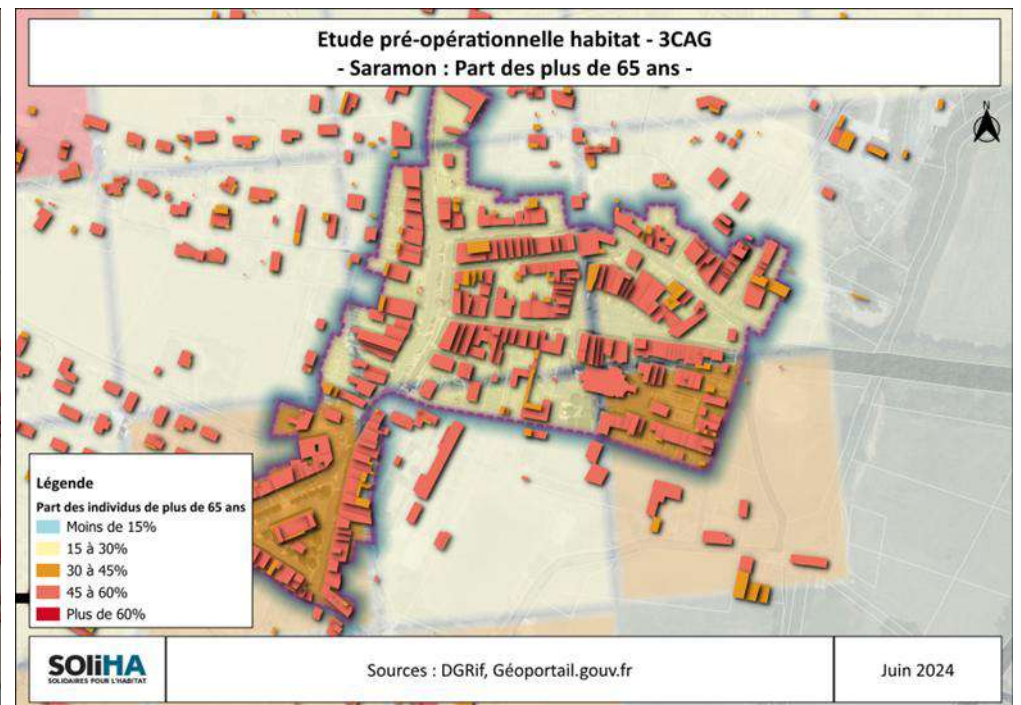 Etude pré-opérationnelle habitat - 3CAG
- Saramon : Part des plus de 65 ans -
N
Légende
Part des individus de plus de 65 ans
Moins de 15%
15 à 30%
30 à 45%
45 à 60%
Plus de 60%
SOliHA
SOLIDAIRES POUR L'HABITAT
Sources : DGRif, Géoportail.gouv.fr
Juin 2024